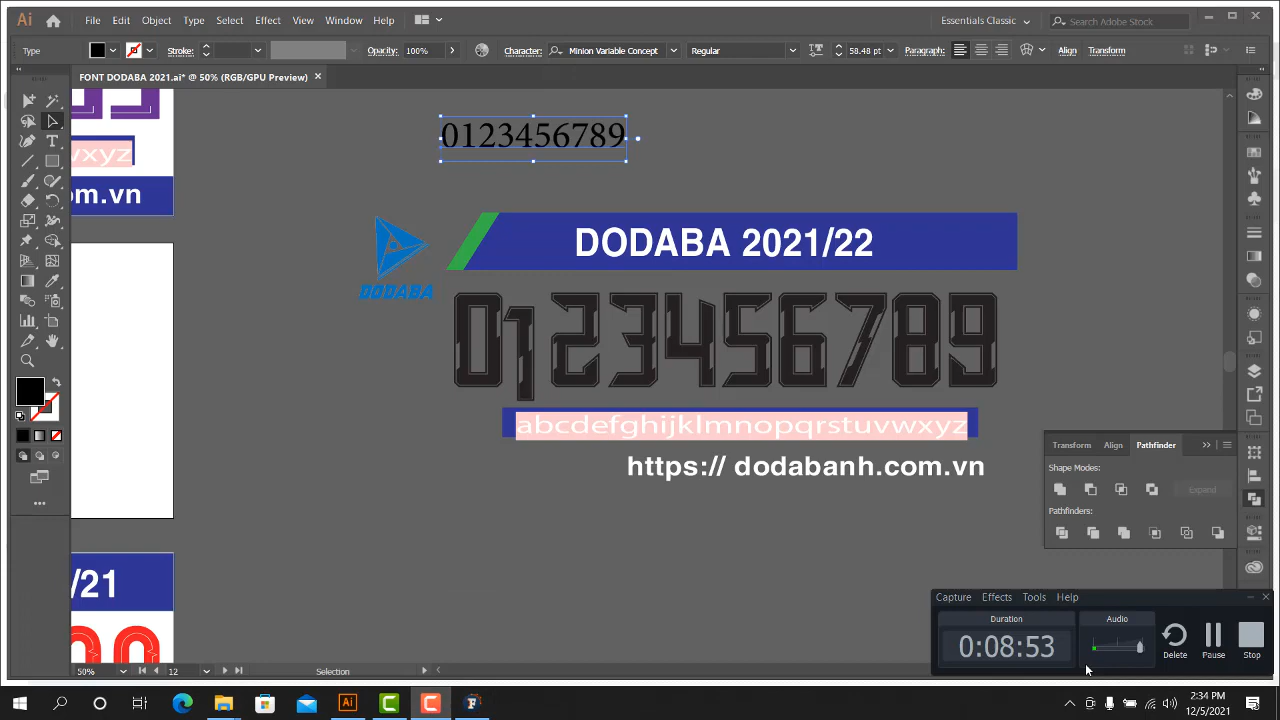 Ai File Edit Object Type Select Effect View Window Help Essentials Classic Search Adobe Stock
Type Stroke: Opacity: 100% Character: Minion Variable Concept Regular 58.48 pt Paragraph: Align Transform
FONT DODABA 2021.ai* @ 50% (RGB/GPU Preview)
0123456789
wxyz
om.vn
DODABA 2021/22
DODABA
0123456789
abcdefghijklmnopqrstuvwxyz
https:// dodabanh.com.vn
Transform Align Pathfinder
Shape Modes:
Expand
Pathfinders:
/21
Capture Effects Tools Help
Duration Audio
0:08:53
Delete Pause Stop
50% 12 Selection
2:34 PM
12/5/2021